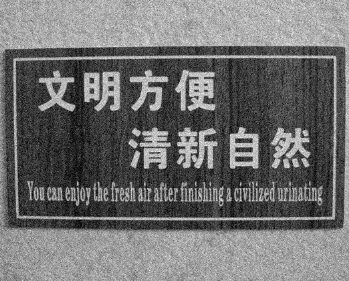 文明方便
清新自然
You can enjoy the fresh air after finishing a civilized urinating